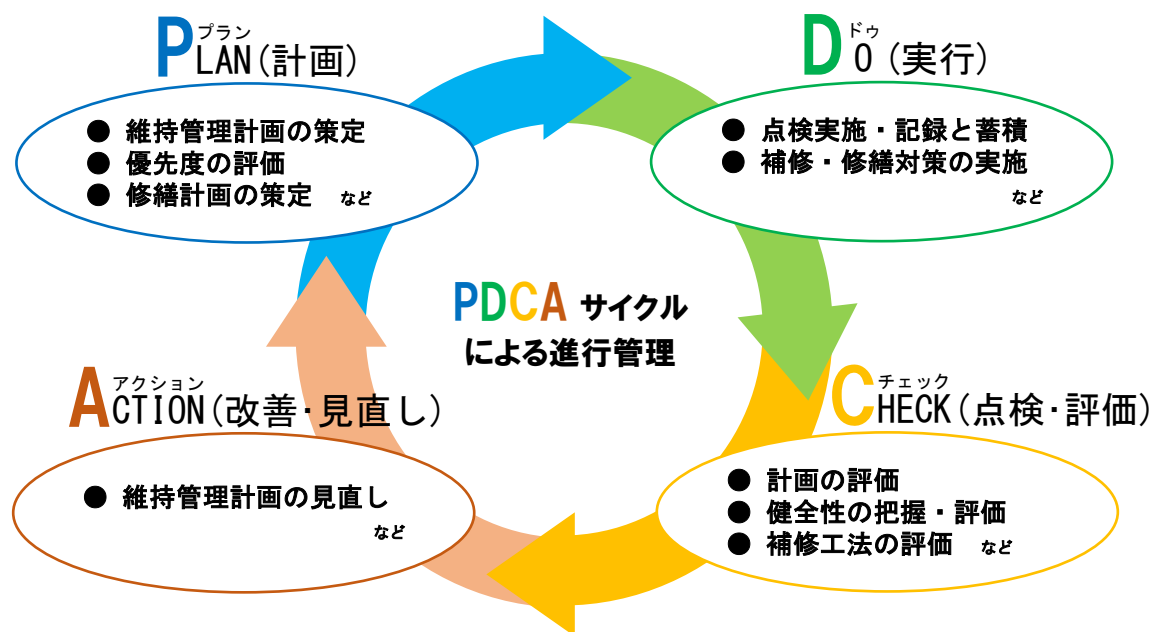 プラン
PLAN(計画)
● 維持管理計画の策定
● 優先度の評価
● 修繕計画の策定 など
ドゥ
DO(実行)
● 点検実施・記録と蓄積
● 補修・修繕対策の実施
など
PDCA サイクル
による進行管理
アクション
ACTION(改善・見直し)
● 維持管理計画の見直し
など
チェック
CHECK(点検・評価)
● 計画の評価
● 健全性の把握・評価
● 補修工法の評価 など